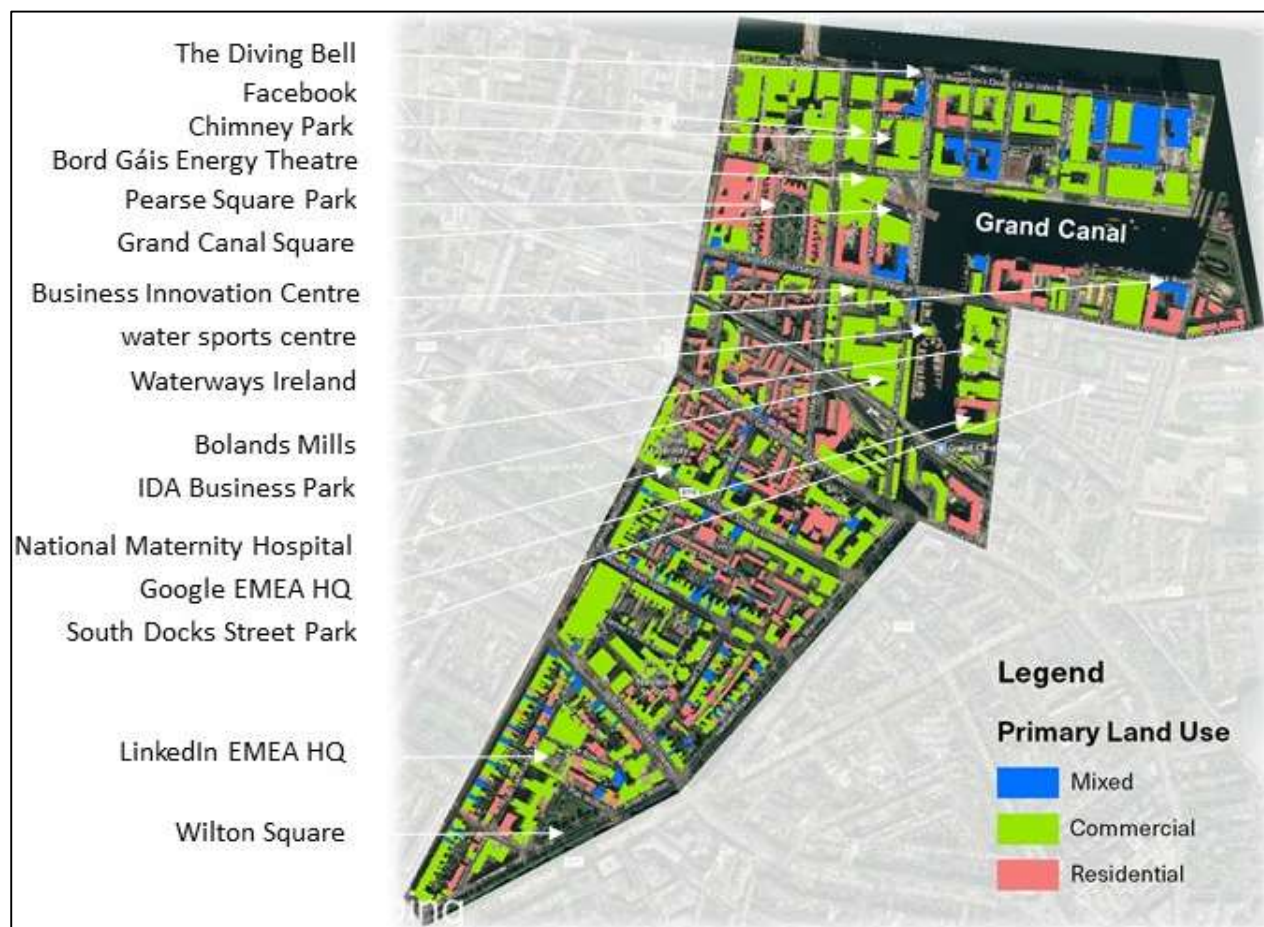 The Diving Bell
Facebook
Chimney Park
Bord Gáis Energy Theatre
Pearse Square Park
Grand Canal Square
Business Innovation Centre
water sports centre
Waterways Ireland
Bolands Mills
IDA Business Park
National Maternity Hospital
Google EMEA HQ
South Docks Street Park
LinkedIn EMEA HQ
Wilton Square
Grand Canal
Legend
Primary Land Use
Mixed
Commercial
Residential